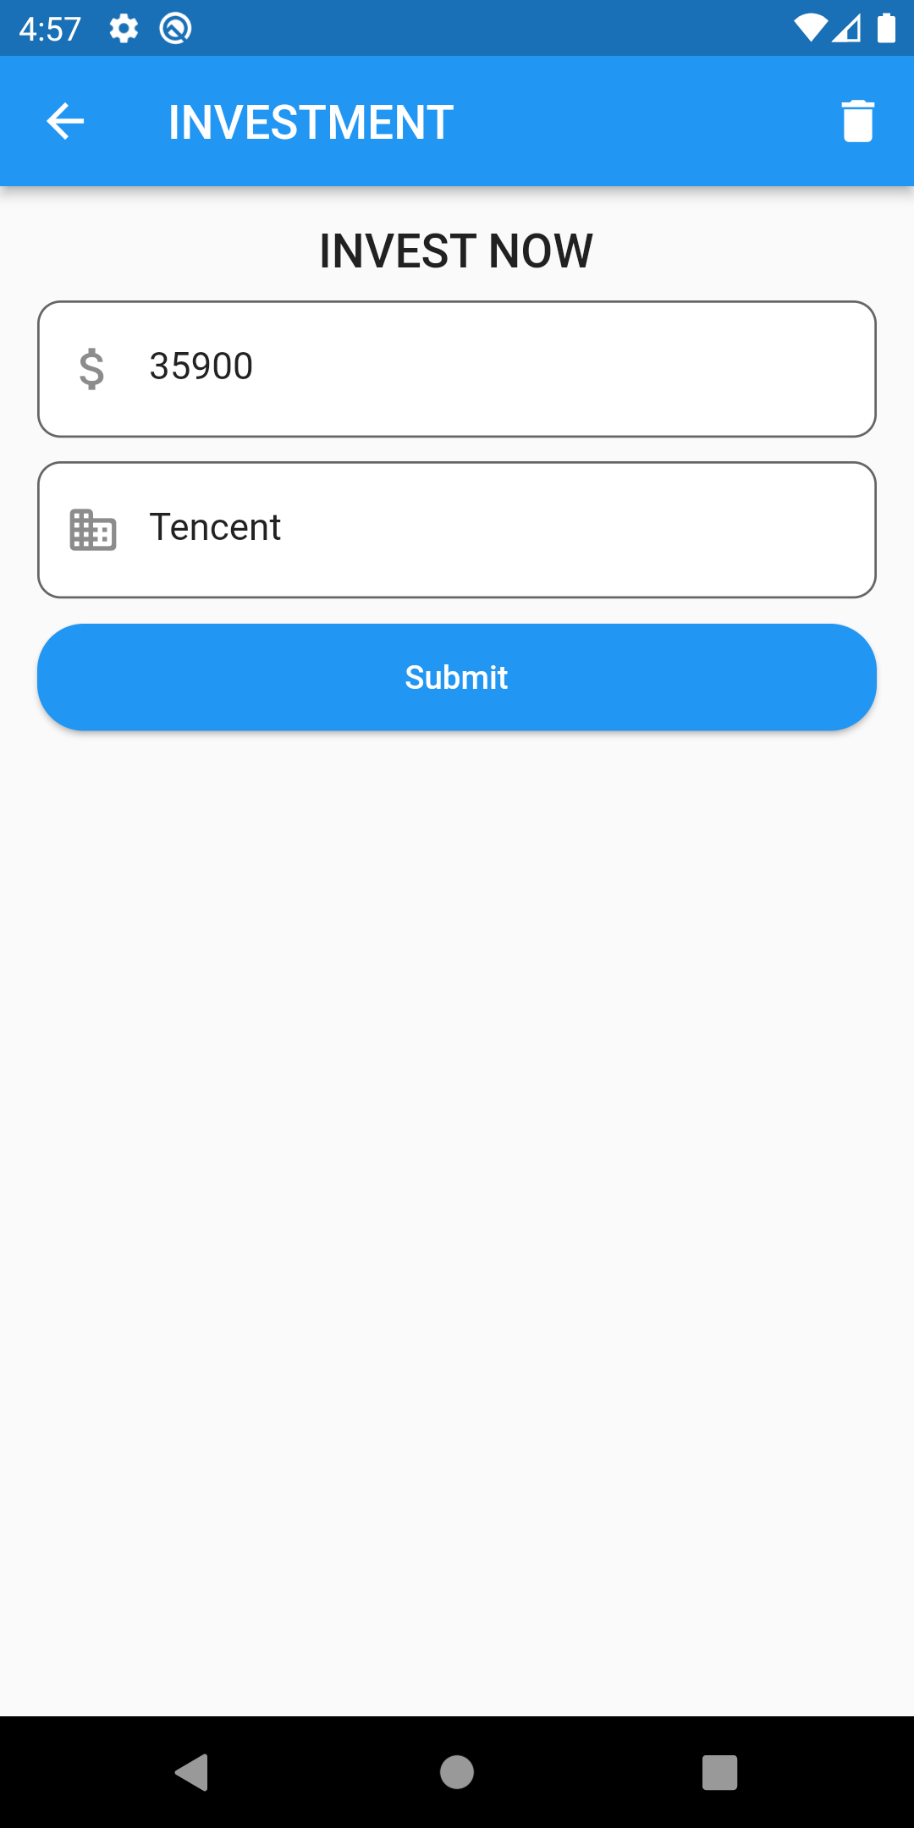 4:57
INVESTMENT
INVEST NOW
$ 35900
Tencent
Submit